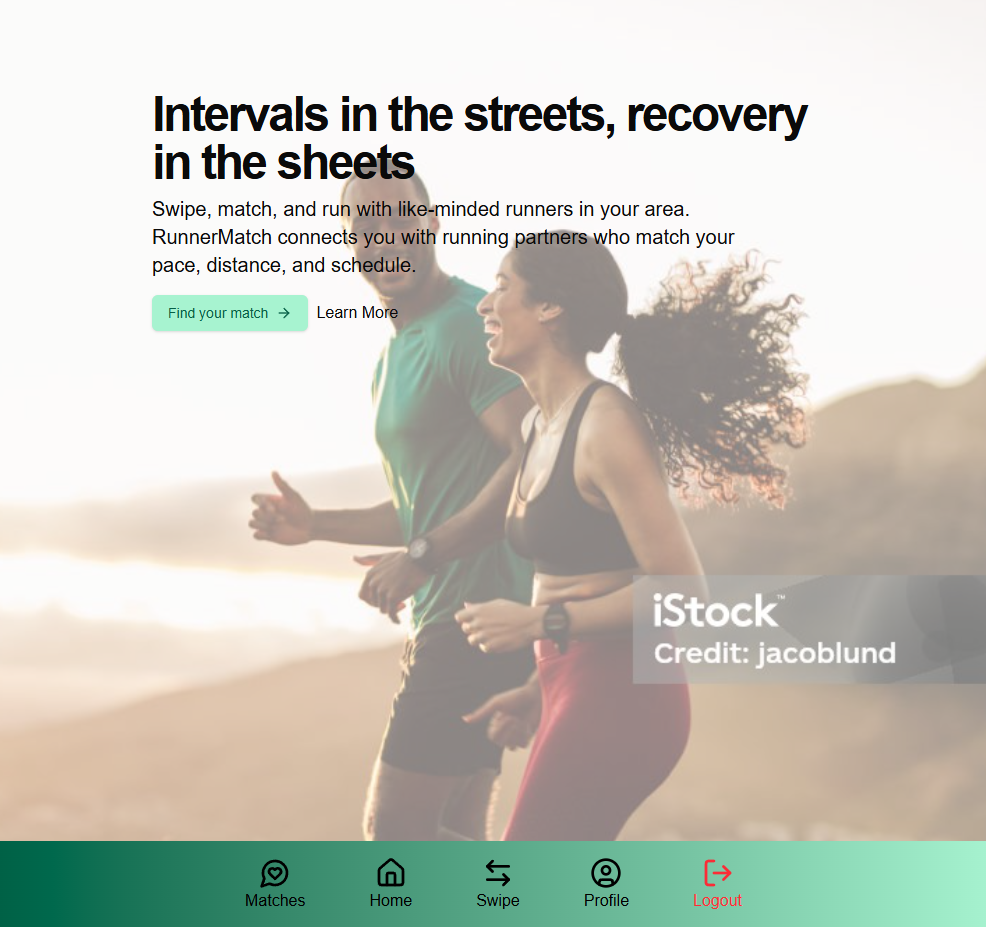 Intervals in the streets, recovery
in the sheets
Swipe, match, and run with like-minded runners in your area.
RunnerMatch connects you with running partners who match your
pace, distance, and schedule.
Find your match → Learn More
iStock™
Credit: jacoblund
Matches Home Swipe Profile Logout